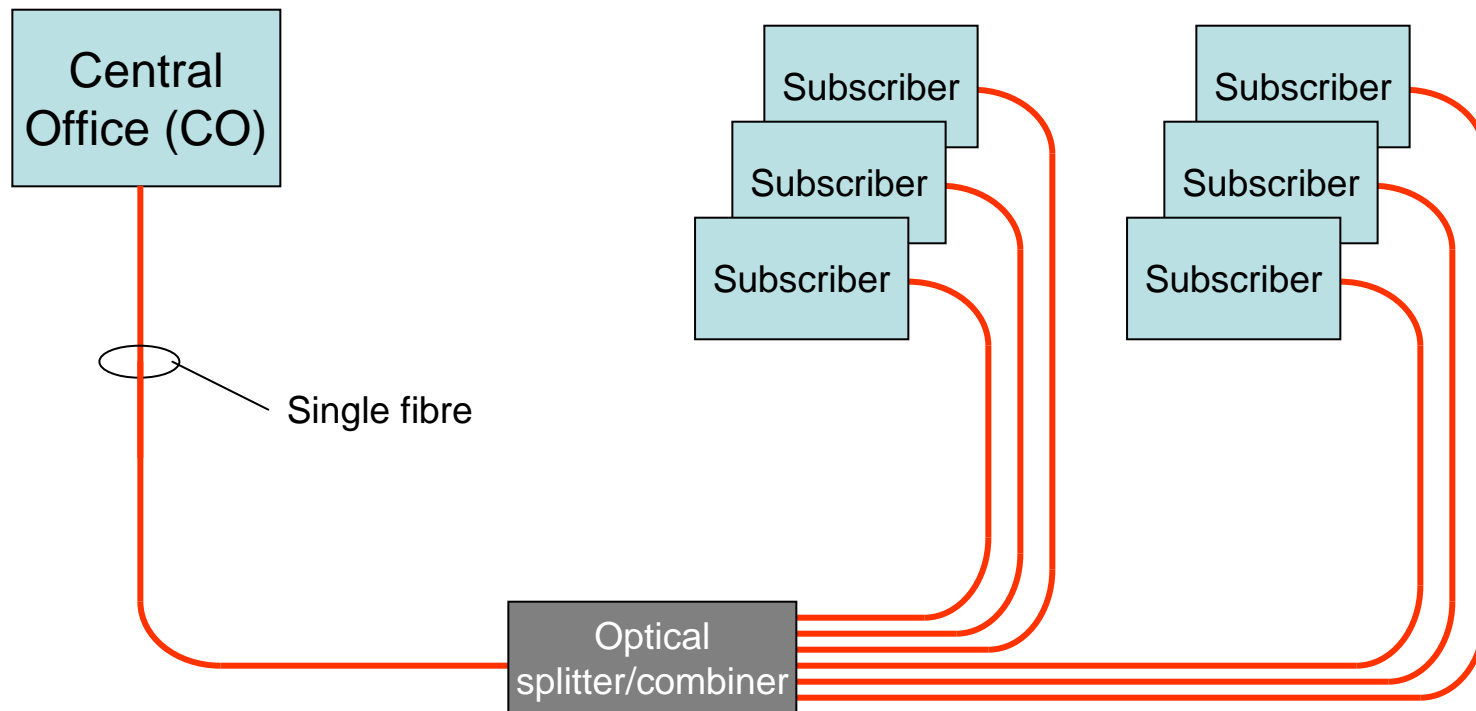 Central
Office (CO)
Subscriber
Subscriber
Subscriber
Subscriber
Subscriber
Subscriber
Single fibre
Optical
splitter/combiner